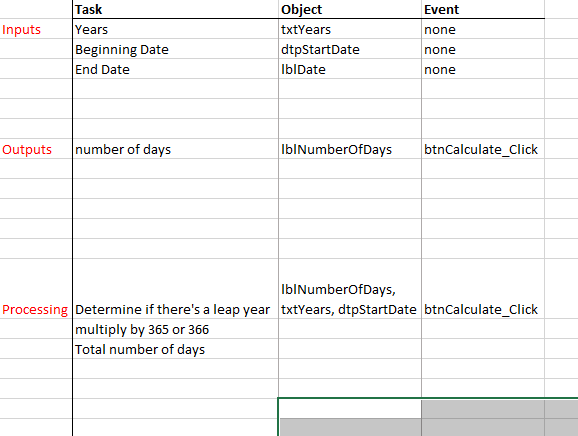 Task Object Event
Inputs Years txtYears none
Beginning Date dtpStartDate none
End Date lblDate none
Outputs number of days lblNumberOfDays btnCalculate_Click
lblNumberOfDays,
Processing Determine if there's a leap year txtYears, dtpStartDate btnCalculate_Click
multiply by 365 or 366
Total number of days